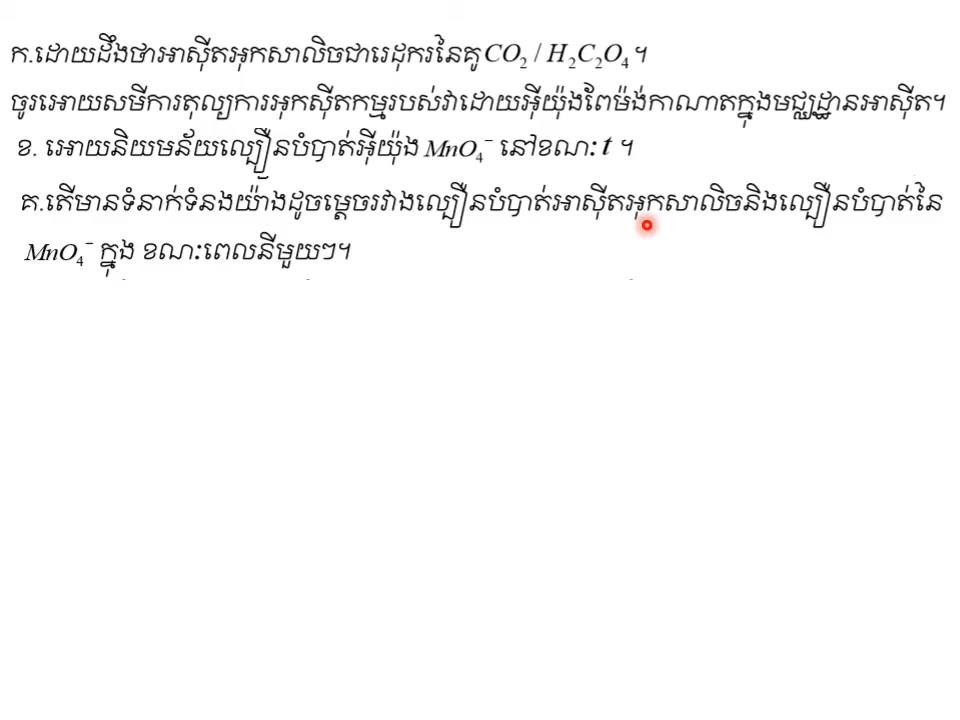 ក.ដោយដឹងថាអាស៊ីតអុកសាលិចជារេដុករនៃគូ CO₂ / H₂C₂O₄ ។
ចូរអោយសមីការតុល្យការអុកស៊ីតកម្មរបស់វាដោយអ៊ីយ៉ុងពែម៉ង់កាណាតក្នុងមជ្ឈដ្ឋានអាស៊ីត។
ខ. អោយនិយមន័យល្បឿនបំបាត់អ៊ីយ៉ុង MnO₄⁻ នៅខណៈ t ។
គ.តើមានទំនាក់ទំនងយ៉ាងដូចម្តេចរវាងល្បឿនបំបាត់អាស៊ីតអុកសាលិចនិងល្បឿនបំបាត់នៃ
MnO₄⁻ ក្នុង ខណៈពេលនីមួយៗ។